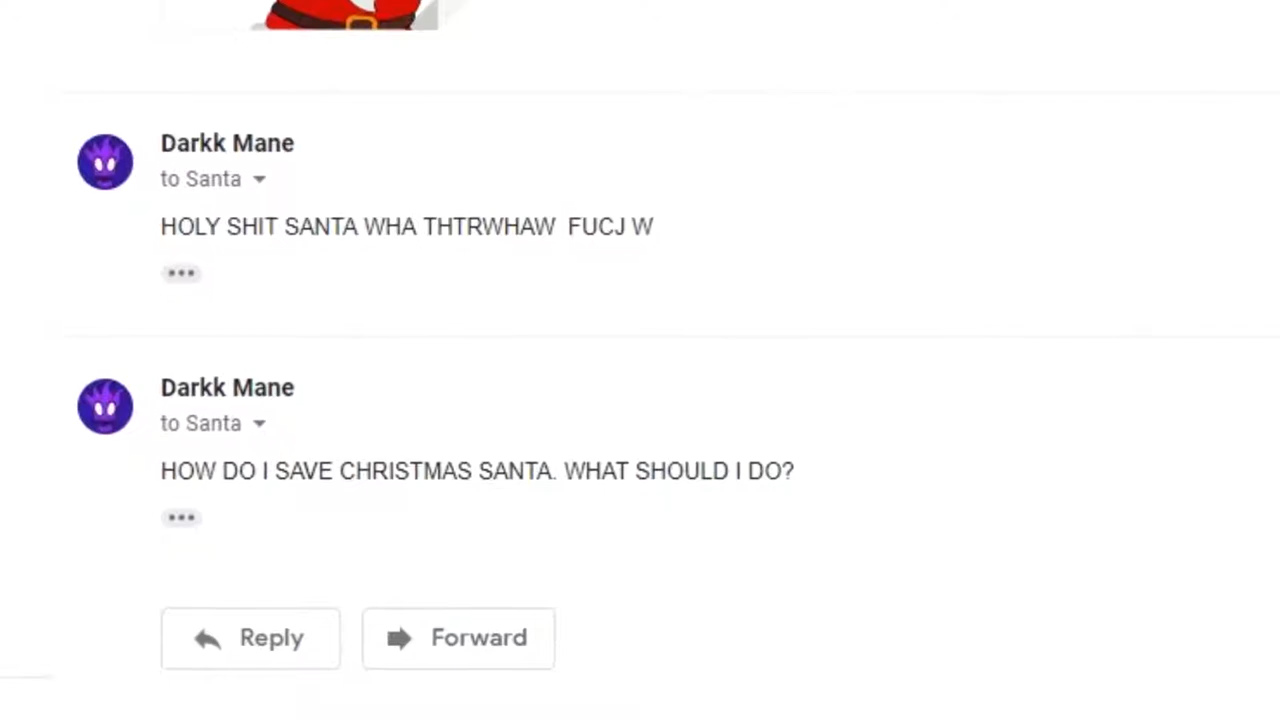 Darkk Mane
to Santa
HOLY SHIT SANTA WHA THTRWHAW  FUCJ W
Darkk Mane
to Santa
HOW DO I SAVE CHRISTMAS SANTA. WHAT SHOULD I DO?
Reply
Forward